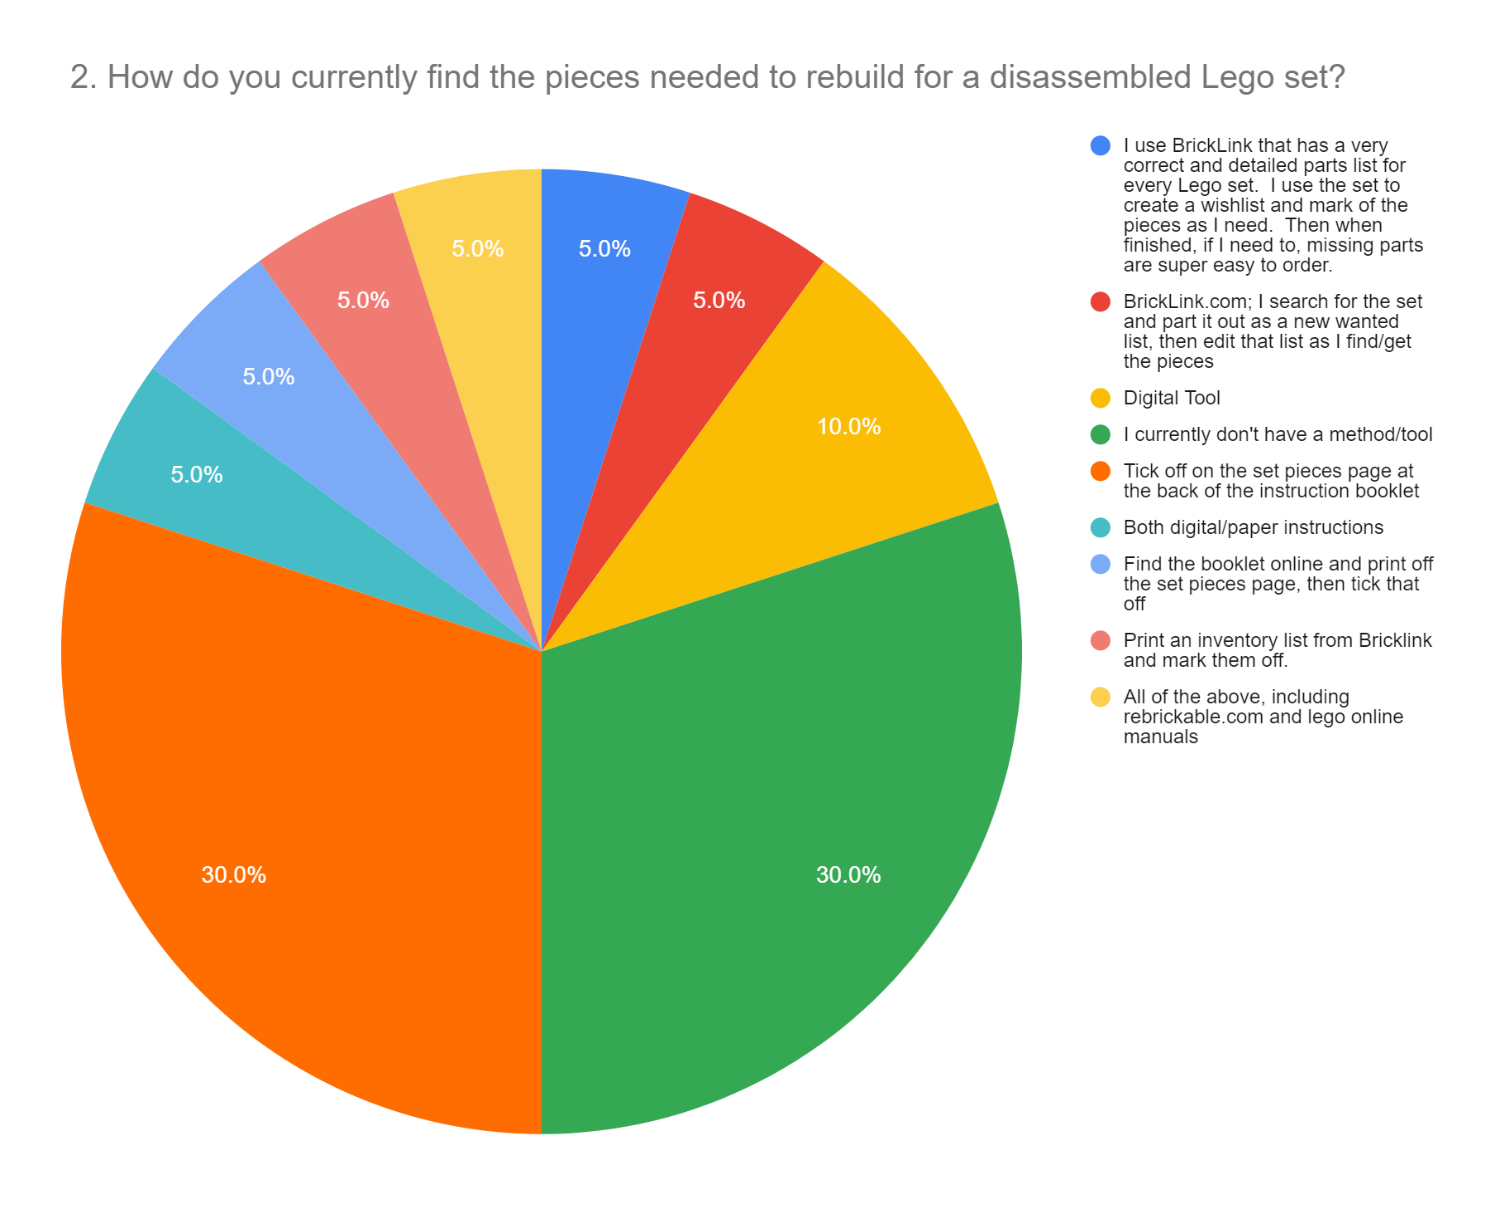 2. How do you currently find the pieces needed to rebuild for a disassembled Lego set?
5.0%
5.0%
10.0%
30.0%
30.0%
5.0%
5.0%
5.0%
5.0%
I use BrickLink that has a very
correct and detailed parts list for
every Lego set.  I use the set to
create a wishlist and mark of the
pieces as I need.  Then when
finished, if I need to, missing parts
are super easy to order.
BrickLink.com; I search for the set
and part it out as a new wanted
list, then edit that list as I find/get
the pieces
Digital Tool
I currently don't have a method/tool
Tick off on the set pieces page at
the back of the instruction booklet
Both digital/paper instructions
Find the booklet online and print off
the set pieces page, then tick that
off
Print an inventory list from Bricklink
and mark them off.
All of the above, including
rebrickable.com and lego online
manuals